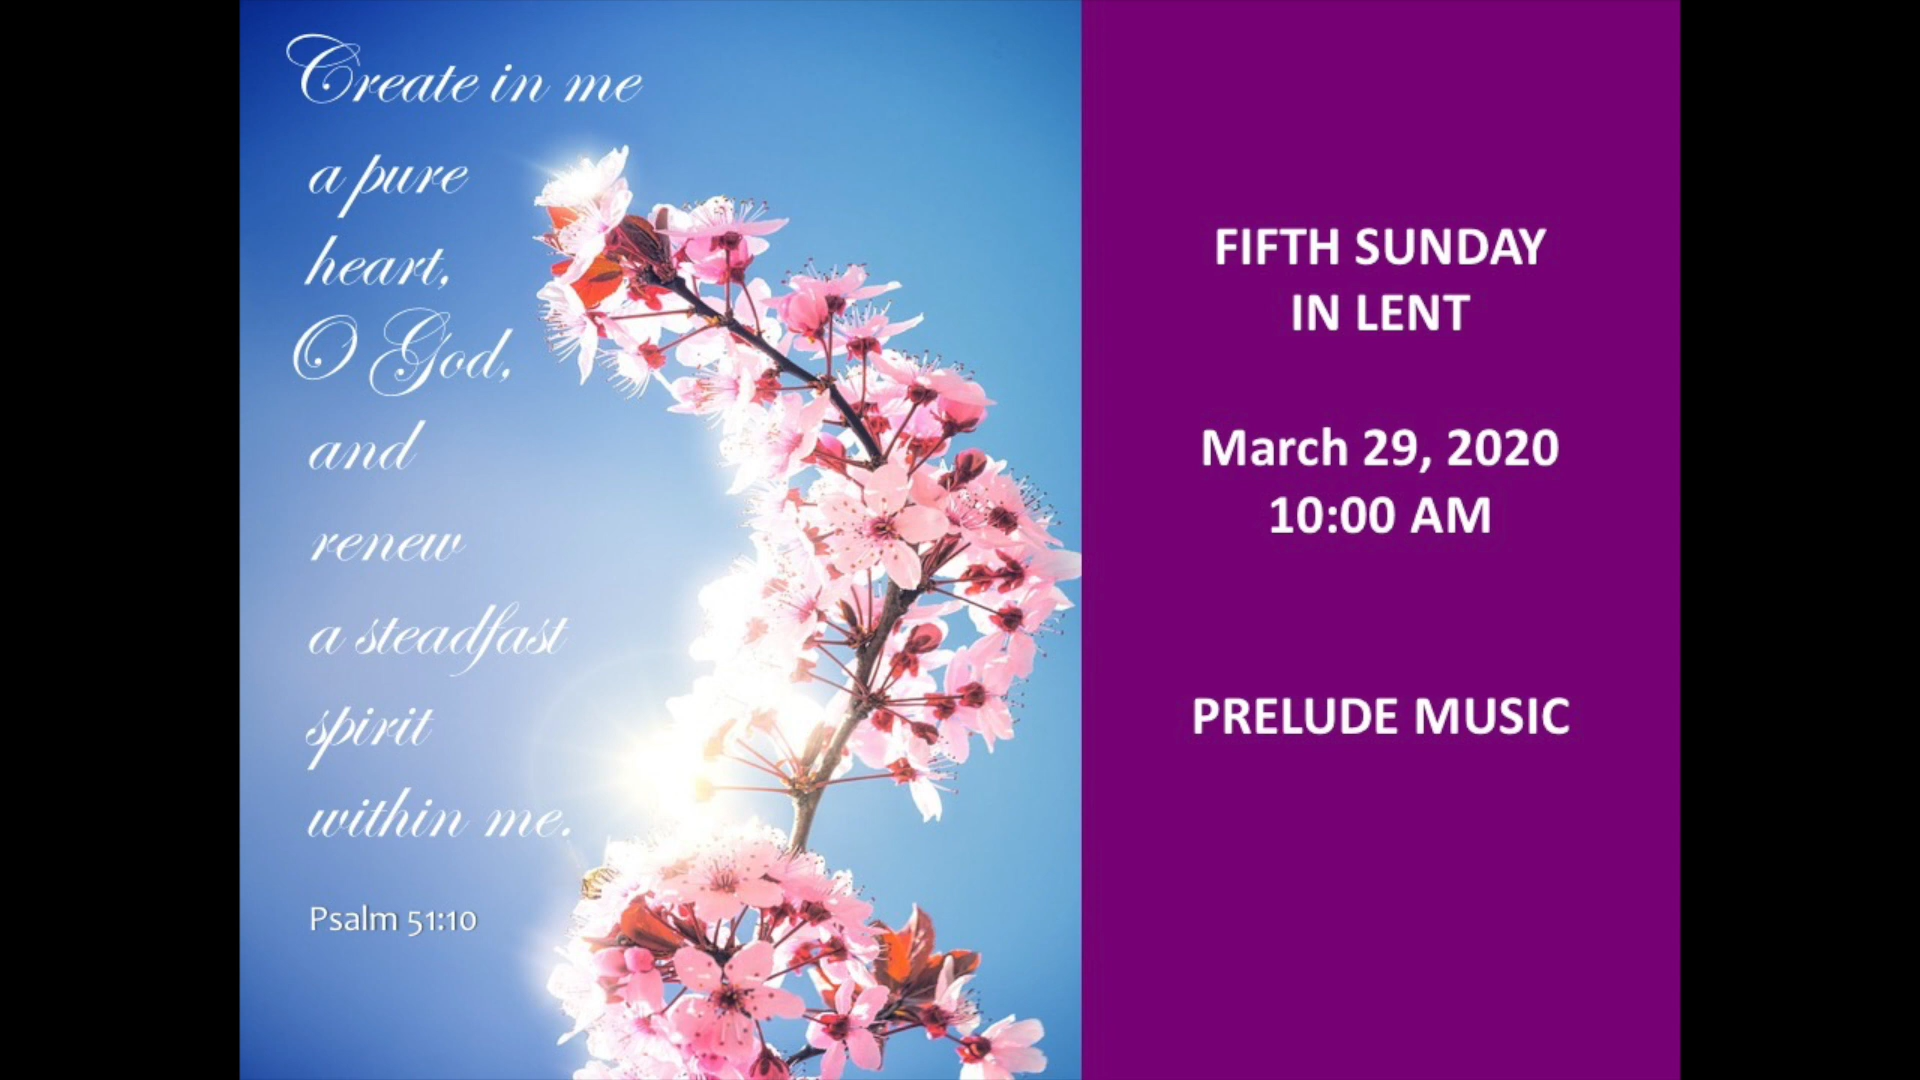 Create in me
a pure
heart,
O God,
and
renew
a steadfast
spirit
within me.
Psalm 51:10
FIFTH SUNDAY
IN LENT
March 29, 2020
10:00 AM
PRELUDE MUSIC